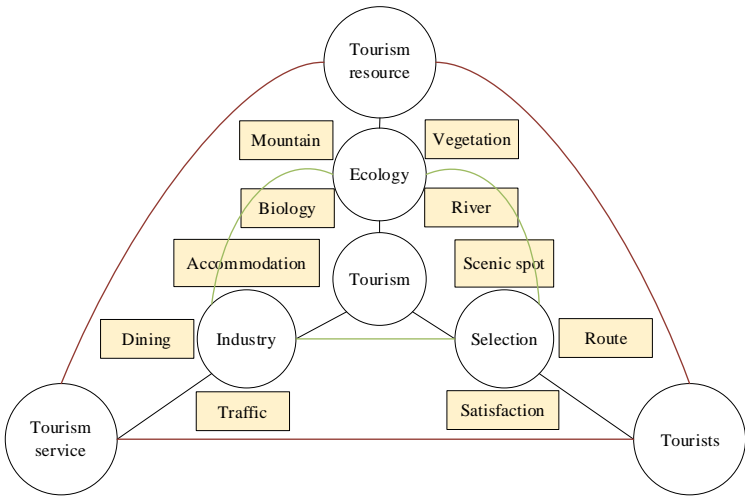 Tourism
resource
Mountain
Vegetation
Ecology
Biology
River
Accommodation
Tourism
Scenic spot
Dining
Industry
Selection
Route
Traffic
Satisfaction
Tourism
service
Tourists